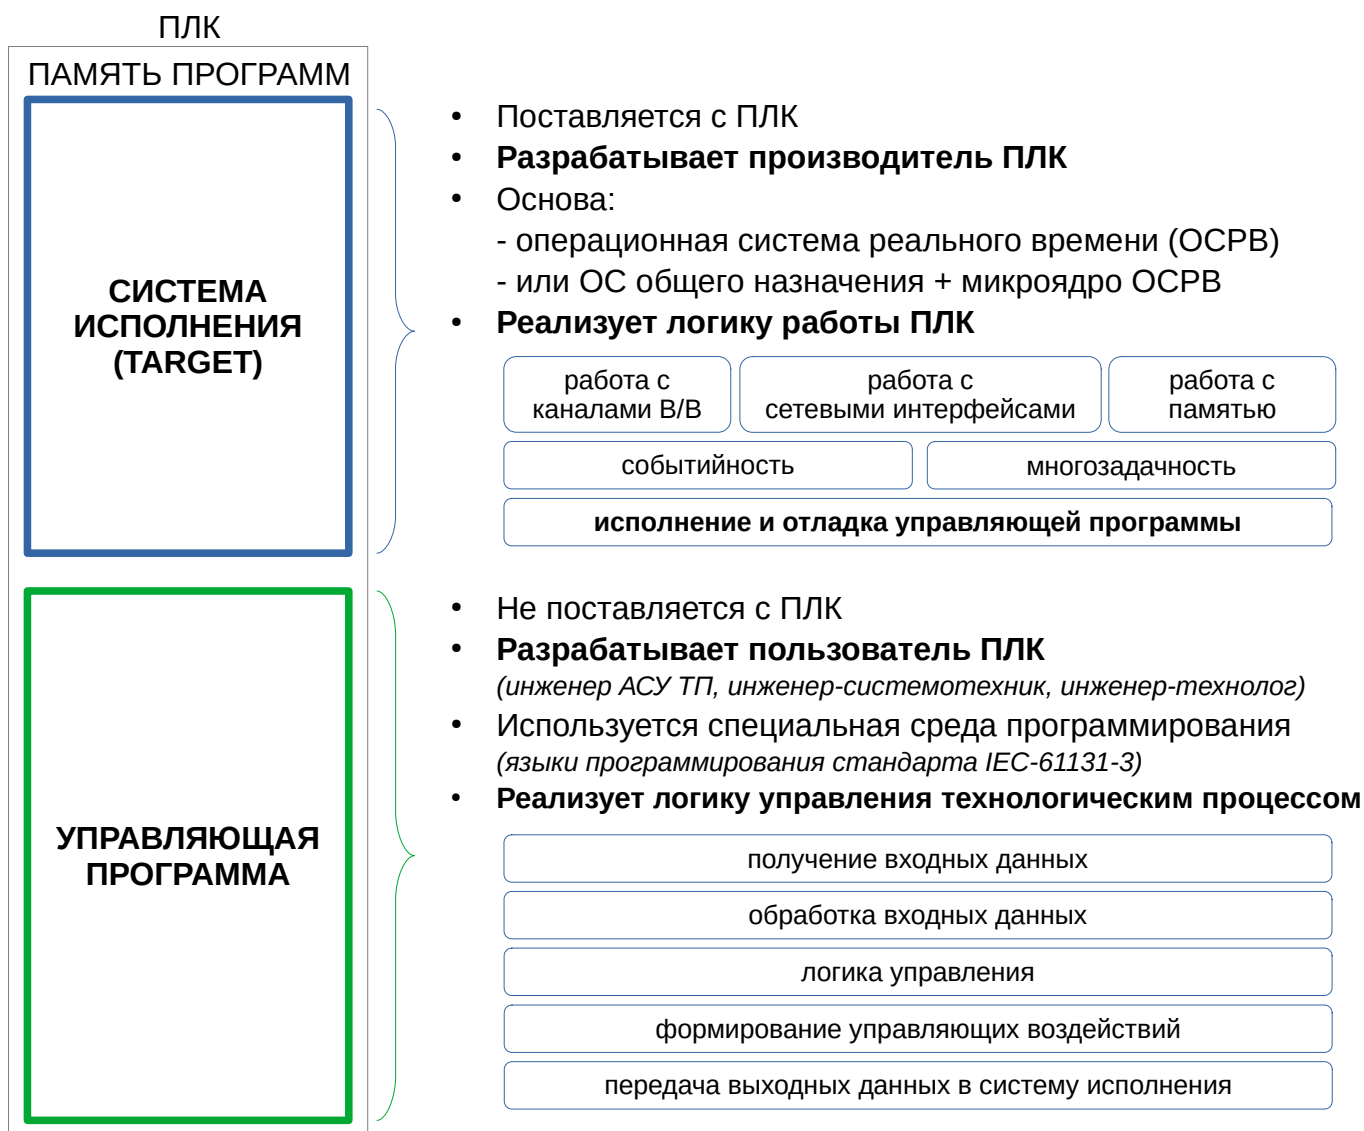 ПЛК
ПАМЯТЬ ПРОГРАММ
СИСТЕМА
ИСПОЛНЕНИЯ
(TARGET)
• Поставляется с ПЛК
• Разрабатывает производитель ПЛК
• Основа:
- операционная система реального времени (ОСРВ)
- или ОС общего назначения + микроядро ОСРВ
• Реализует логику работы ПЛК
работа с
каналами В/В
работа с
сетевыми интерфейсами
работа с
памятью
событийность
многозадачность
исполнение и отладка управляющей программы
УПРАВЛЯЮЩАЯ
ПРОГРАММА
• Не поставляется с ПЛК
• Разрабатывает пользователь ПЛК
(инженер АСУ ТП, инженер-системотехник, инженер-технолог)
• Используется специальная среда программирования
(языки программирования стандарта IEC-61131-3)
• Реализует логику управления технологическим процессом
получение входных данных
обработка входных данных
логика управления
формирование управляющих воздействий
передача выходных данных в систему исполнения